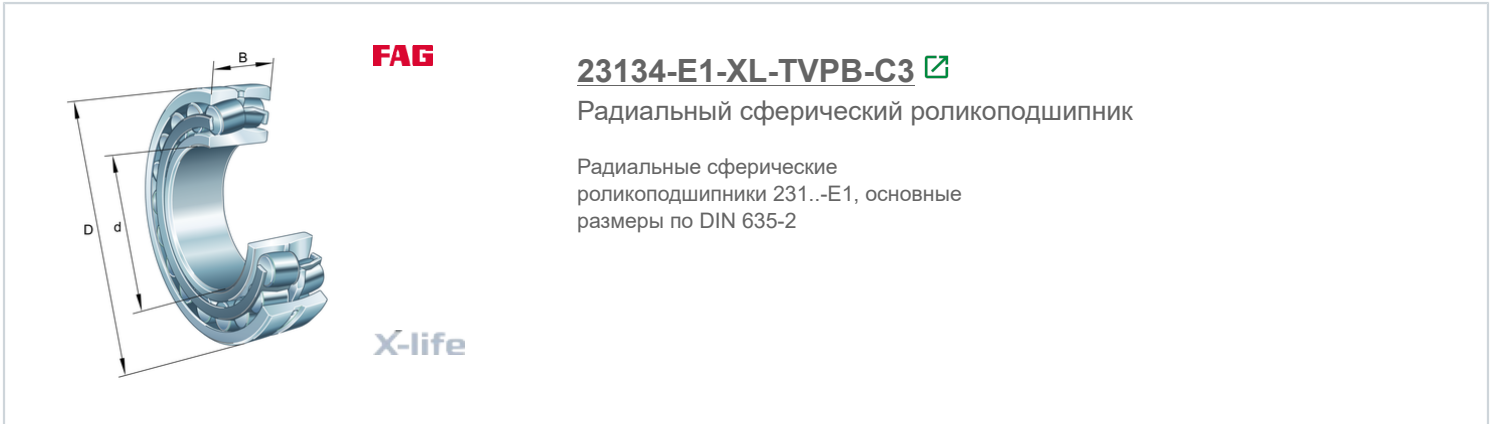 B
FAG
23134-E1-XL-TVPB-C3
Радиальный сферический роликоподшипник
Радиальные сферические
роликоподшипники 231..-E1, основные
размеры по DIN 635-2
D
d
X-life